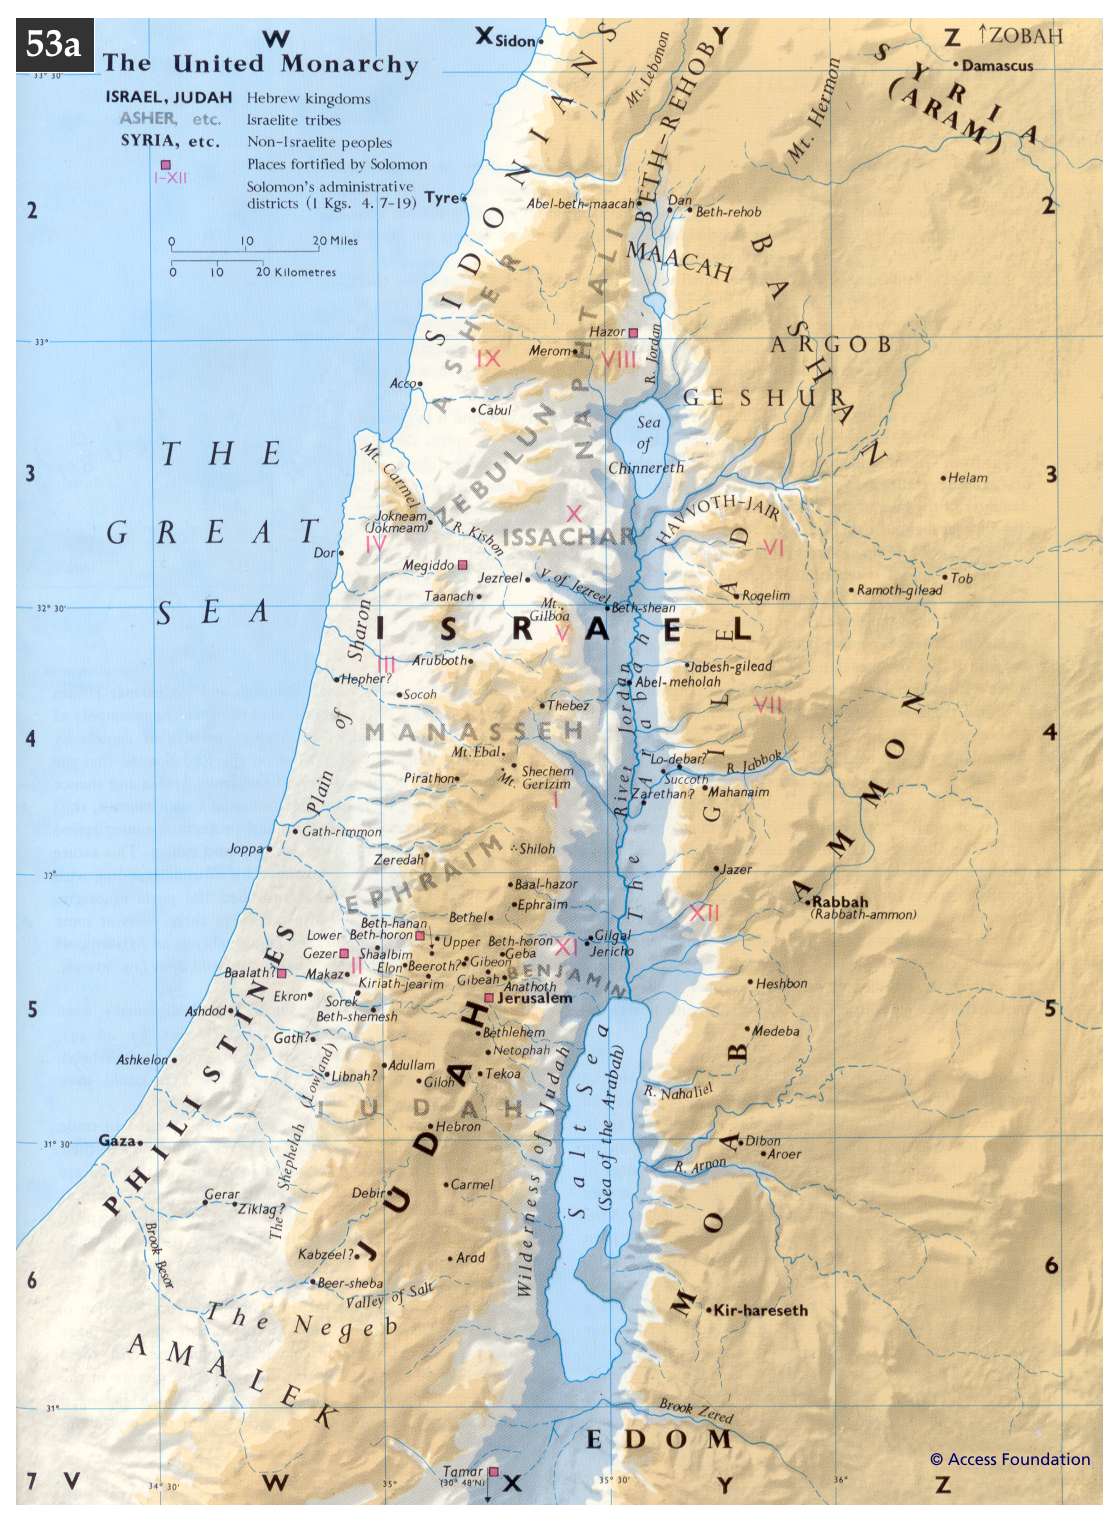 53a
The United Monarchy
ISRAEL, JUDAH Hebrew kingdoms
ASHER, etc. Israelite tribes
SYRIA, etc. Non-Israelite peoples
Places fortified by Solomon
I-XII Solomon's administrative
districts (1 Kgs. 4. 7-19)
0 10 20 Miles
0 10 20 Kilometres
W
X
Y
Z
↑ZOBAH
Sidon
Damascus
SYRIA
(ARAM)
Mt. Lebanon
Mt. Hermon
BETH-REHOB
SIDONIANS
33° 30'
2
Tyre
Abel-beth-maacah
Dan
Beth-rehob
2
MAACAH
BASHAN
ASHER
NAPHTALI
Hazor
R. Jordan
33°
IX
Merom
VIII
ARGOB
Acco
GESHUR
Cabul
Sea
of
Chinnereth
THE
GREAT
SEA
3
Mt. Carmel
ZEBULUN
Helam
3
Jokneam
(Jokmeam)
R. Kishon
X
ISSACHAR
HAVVOTH-JAIR
Dor
IV
VI
Megiddo
Jezreel
V. of Jezreel
Tob
Taanach
Ramoth-gilead
Rogelim
32° 30'
Mt.
Gilboa
Beth-shean
V
ISRAEL
Plain of Sharon
III
Arubboth
Jabesh-gilead
Hepher?
Abel-meholah
Socoh
Thebez
VII
GILEAD
AMMON
4
MANASSEH
4
Mt. Ebal
Lo-debar?
R. Jabbok
Pirathon
Shechem
Mt.
Gerizim
Succoth
Zarethan?
Mahanaim
I
River Jordan
The Arabah
Gath-rimmon
Joppa
Zeredah
Shiloh
32°
Jazer
EPHRAIM
Baal-hazor
Ephraim
Rabbah
(Rabbath-ammon)
Bethel
XII
Beth-hanan
Lower Beth-horon
Upper Beth-horon
XI
Gilgal
Jericho
Gezer
Shaalbim
Geba
II
Elon
Beeroth?
Gibeon
Baalath?
Makaz
Gibeah
BENJAMIN
Kiriath-jearim
Anathoth
Heshbon
Ekron
Sorek
Jerusalem
5
Ashdod
Beth-shemesh
5
Gath?
Bethlehem
Medeba
Netophah
Ashkelon
Adullam
Libnah?
Giloh
Tekoa
R. Nahaliel
The Shephelah (Lowland)
JUDAH
JUDAH
Hebron
Wilderness of Judah
Salt Sea
(Sea of the Arabah)
PHILISTINES
31° 30'
Gaza
Dibon
Aroer
R. Arnon
MOAB
Debir
Carmel
Gerar
Ziklag?
Brook Besor
Kabzeel?
Arad
6
Beer-sheba
Valley of Salt
6
Kir-hareseth
The Negeb
AMALEK
31°
Brook Zered
EDOM
Tamar
(30° 48'N)
© Access Foundation
7
V
34° 30'
W
35°
X
35° 30'
Y
36°
Z